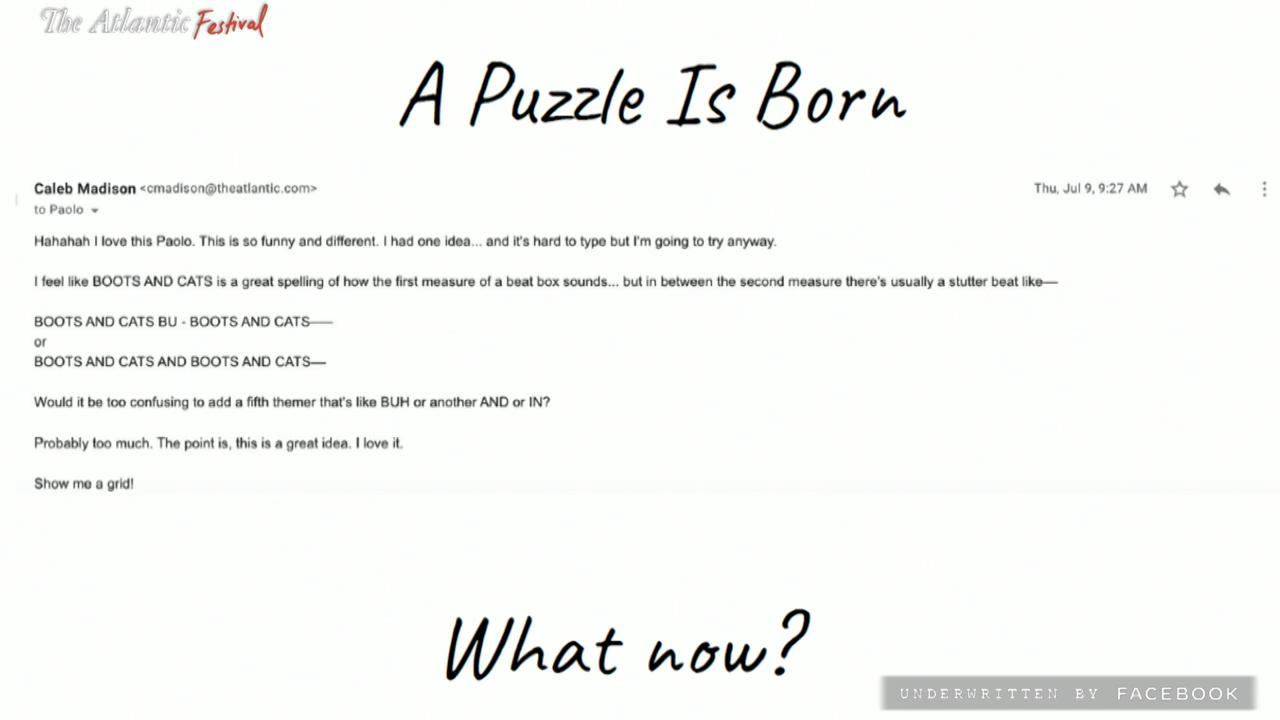 The Atlantic Festival
A Puzzle Is Born
Caleb Madison <cmadison@theatlantic.com>
Thu, Jul 9, 9:27 AM
to Paolo
Hahahah I love this Paolo. This is so funny and different. I had one idea... and it's hard to type but I'm going to try anyway.
I feel like BOOTS AND CATS is a great spelling of how the first measure of a beat box sounds... but in between the second measure there's usually a stutter beat like—
BOOTS AND CATS BU - BOOTS AND CATS—–
or
BOOTS AND CATS AND BOOTS AND CATS—
Would it be too confusing to add a fifth themer that's like BUH or another AND or IN?
Probably too much. The point is, this is a great idea. I love it.
Show me a grid!
What now?
UNDERWRITTEN BY FACEBOOK